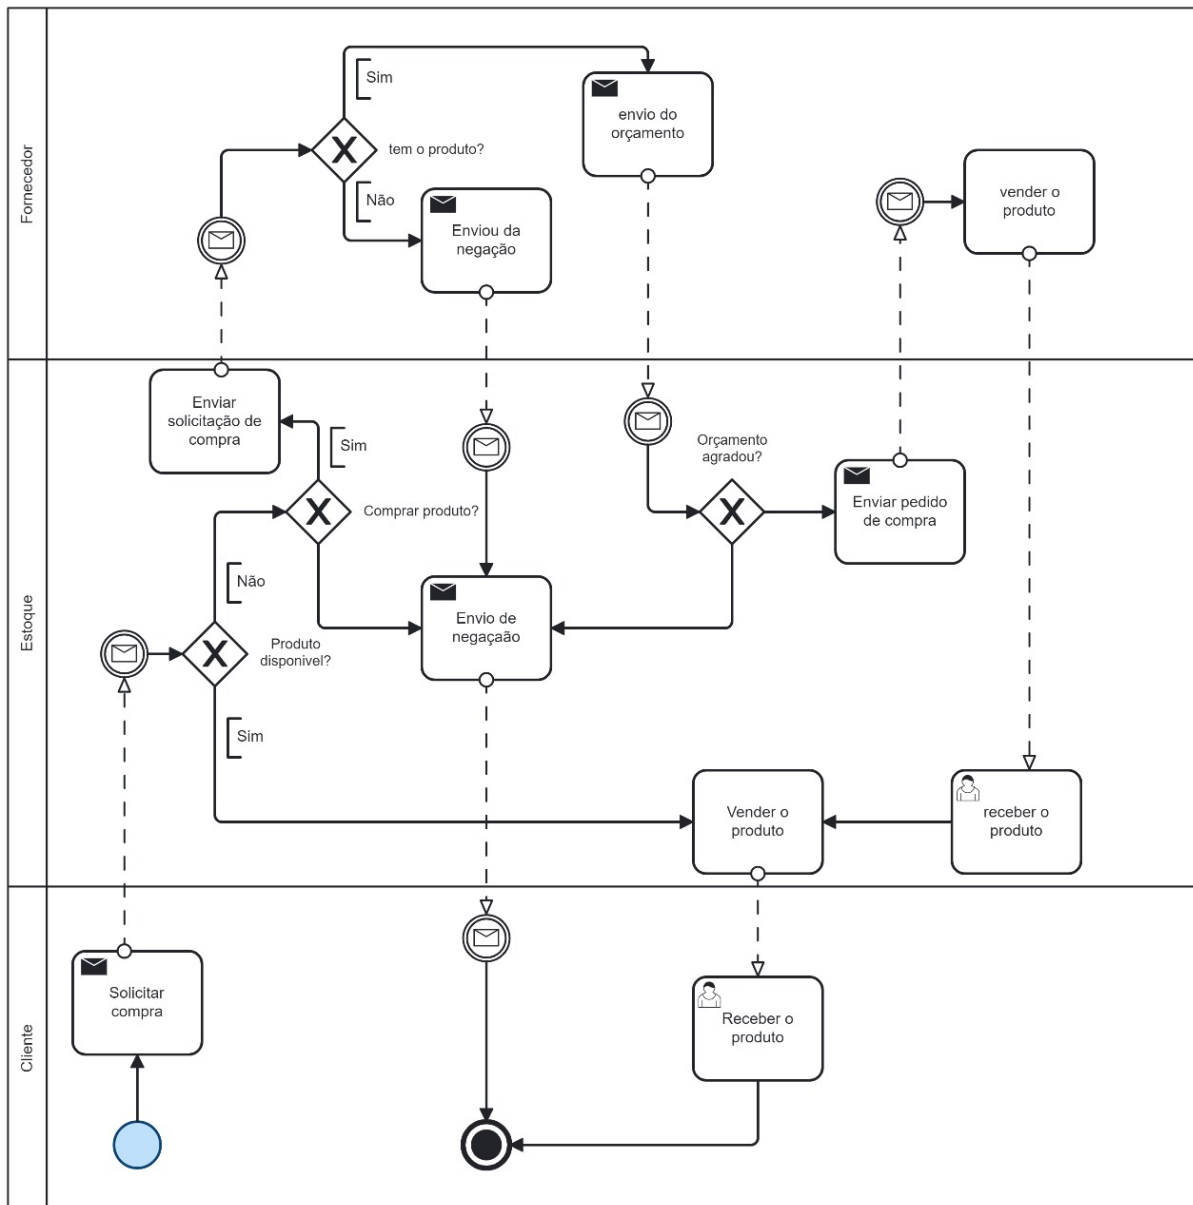 Fornecedor
Sim
tem o produto?
Não
Enviou da
negação
envio do
orçamento
vender o
produto
Estoque
Enviar
solicitação de
compra
Sim
Comprar produto?
Não
Produto
disponivel?
Sim
Envio de
negaçaão
Orçamento
agradou?
Enviar pedido
de compra
Vender o
produto
receber o
produto
Cliente
Solicitar
compra
Receber o
produto